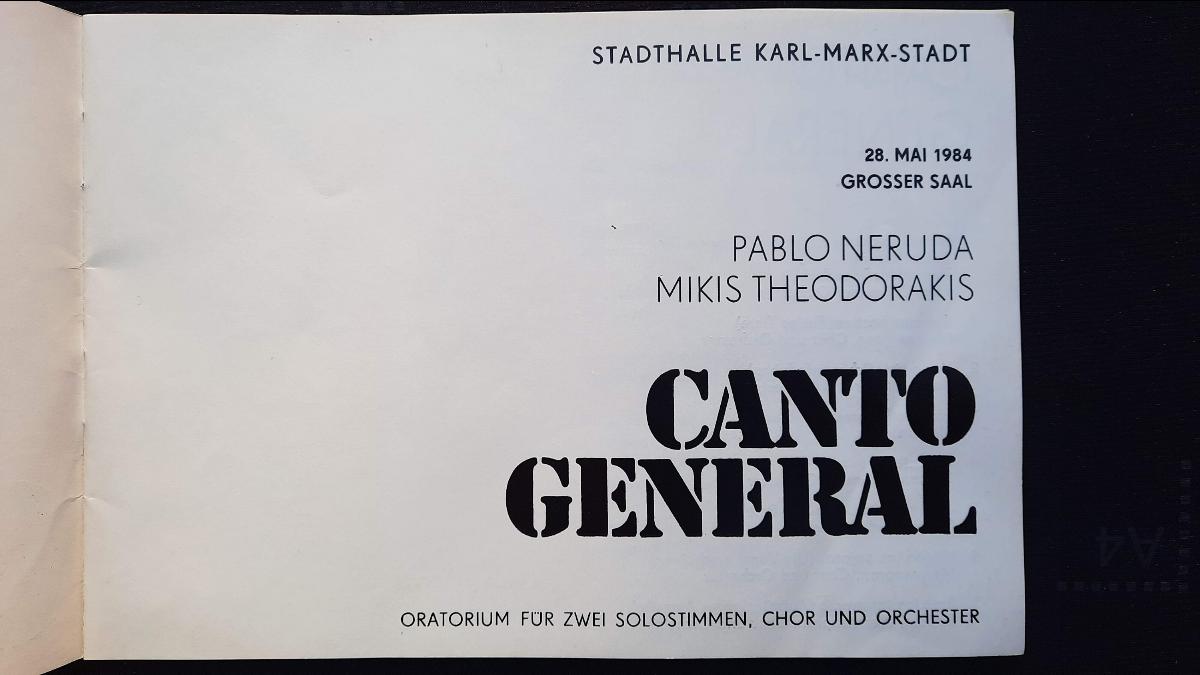 STADTHALLE KARL-MARX-STADT
28. MAI 1984
GROSSER SAAL
PABLO NERUDA
MIKIS THEODORAKIS
CANTO
GENERAL
ORATORIUM FÜR ZWEI SOLOSTIMMEN, CHOR UND ORCHESTER
A4